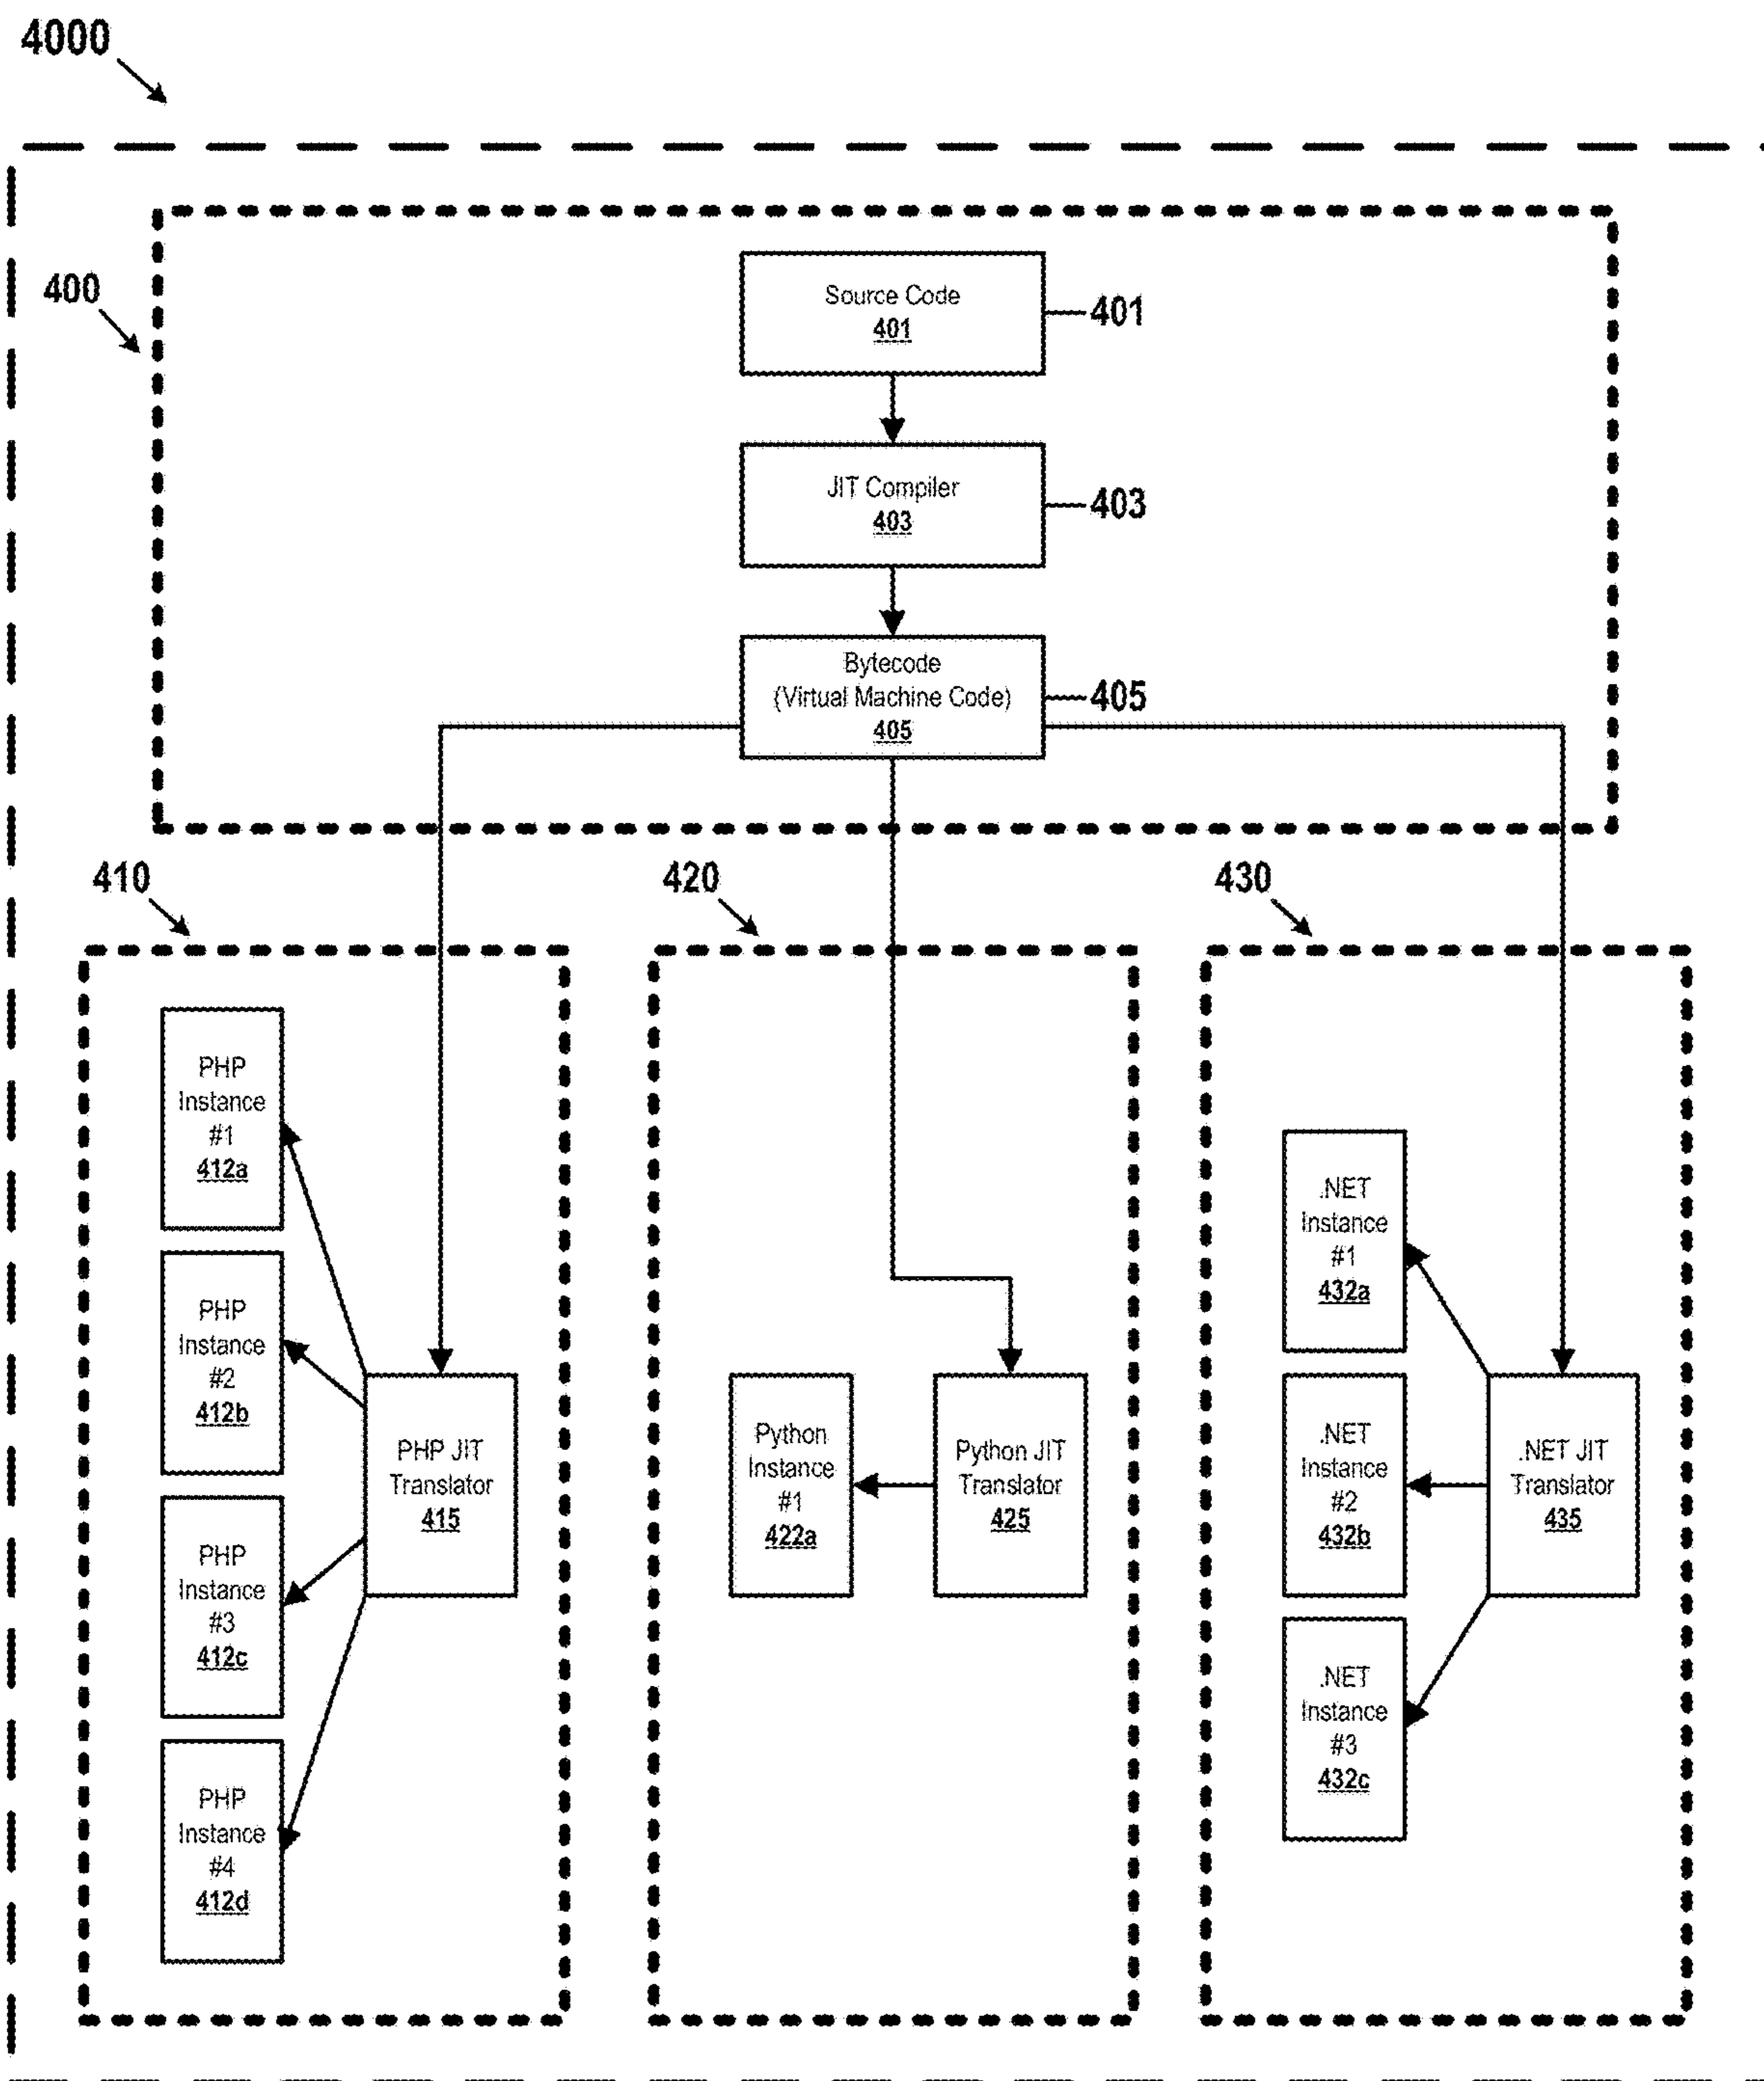 4000
400
Source Code
401
401
JIT Compiler
403
403
Bytecode
(Virtual Machine Code)
405
405
410
420
430
PHP
Instance
#1
412a
PHP
Instance
#2
412b
PHP
Instance
#3
412c
PHP
Instance
#4
412d
PHP JIT
Translator
415
Python
Instance
#1
422a
Python JIT
Translator
425
.NET
Instance
#1
432a
.NET
Instance
#2
432b
.NET
Instance
#3
432c
.NET JIT
Translator
435